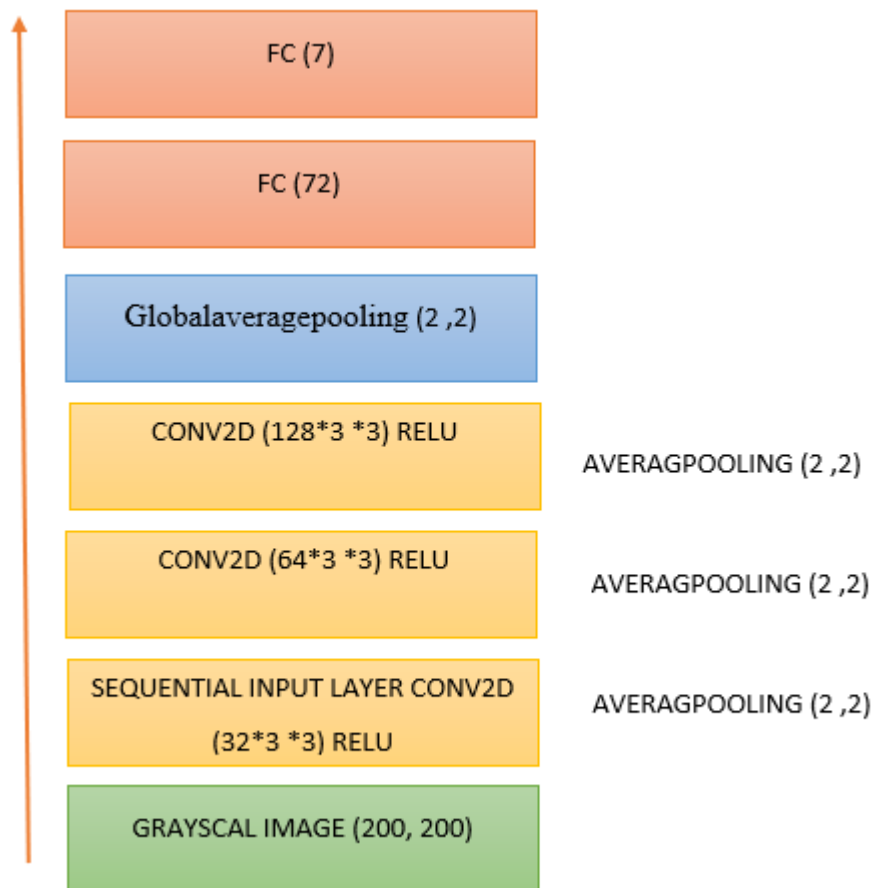 FC (7)
FC (72)
Globalaveragepooling (2 ,2)
CONV2D (128*3 *3) RELU
AVERAGPOOLING (2 ,2)
CONV2D (64*3 *3) RELU
AVERAGPOOLING (2 ,2)
SEQUENTIAL INPUT LAYER CONV2D
(32*3 *3) RELU
AVERAGPOOLING (2 ,2)
GRAYSCAL IMAGE (200, 200)